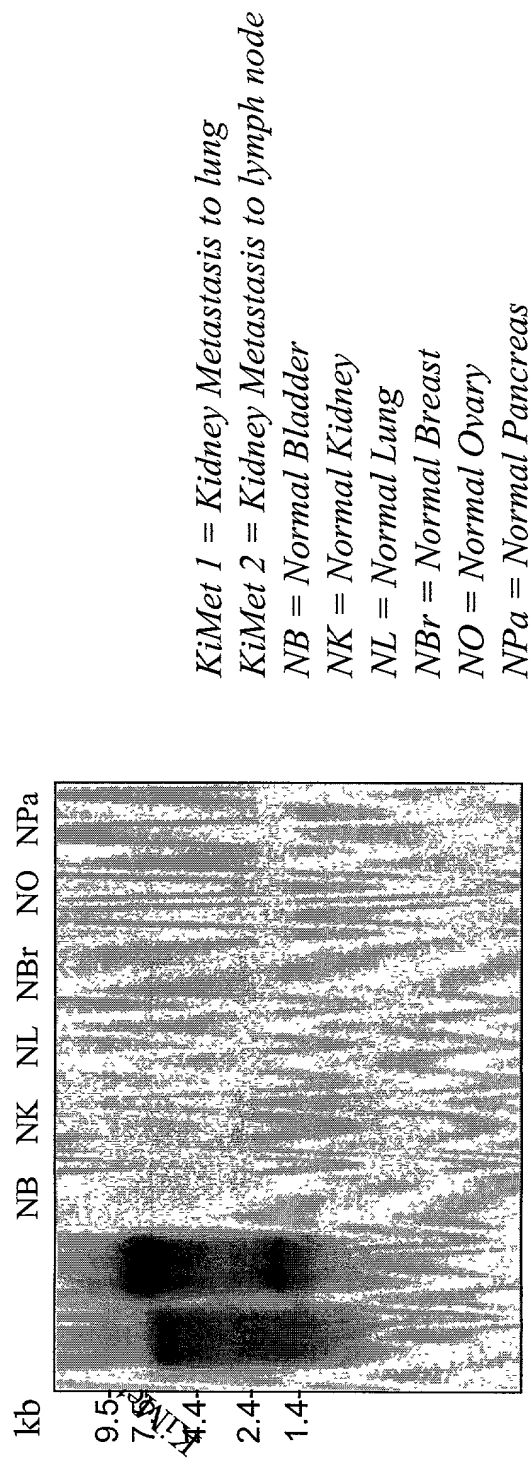 kb
NB NK NL NBr NO NPa
9.5-
4.4-
2.4-
1.4-
KiMet 1 = Kidney Metastasis to lung
KiMet 2 = Kidney Metastasis to lymph node
NB = Normal Bladder
NK = Normal Kidney
NL = Normal Lung
NBr = Normal Breast
NO = Normal Ovary
NPa = Normal Pancreas